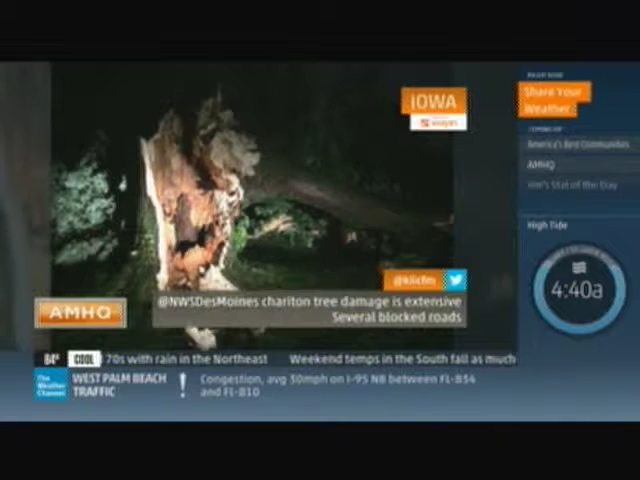 IOWA
Share Your
Weather
America's Best Communities
AMHQ
High Tide
4:40a
@kiicfm
@NWSDesMoines chariton tree damage is extensive
Several blocked roads
AMHQ
84° COOL 70s with rain in the Northeast Weekend temps in the South fall as much
The
Weather
Channel
WEST PALM BEACH
TRAFFIC
! Congestion, avg 30mph on I-95 NB between FL-834
and FL-810